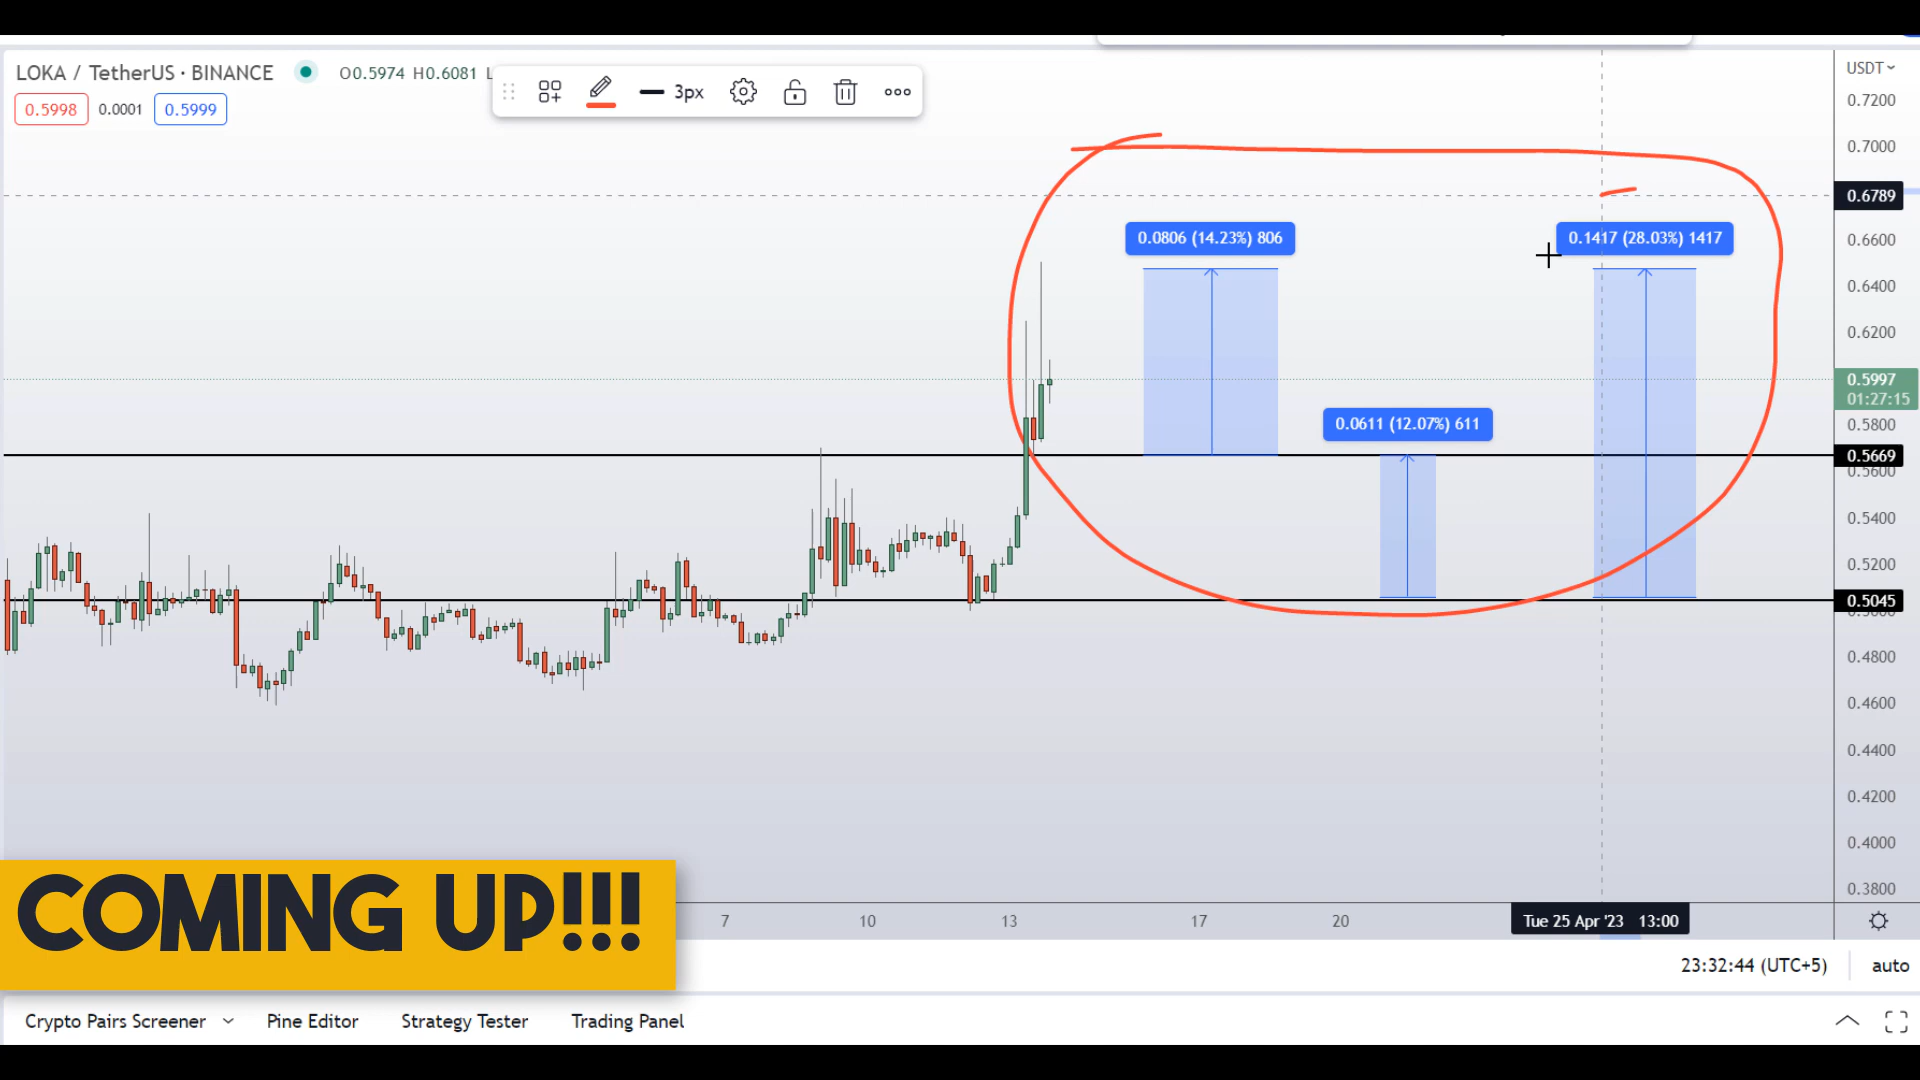 LOKA / TetherUS · BINANCE O0.5974 H0.6081
0.5998 0.0001 0.5999
3px
USDT
0.7200
0.7000
0.6789
0.6600
0.6400
0.6200
0.5997
01:27:15
0.5800
0.5669
0.5600
0.5400
0.5200
0.5045
0.4800
0.4600
0.4400
0.4200
0.4000
0.3800
0.0806 (14.23%) 806
0.1417 (28.03%) 1417
0.0611 (12.07%) 611
COMING UP!!!
7 10 13 17 20 Tue 25 Apr '23 13:00
23:32:44 (UTC+5) auto
Crypto Pairs Screener Pine Editor Strategy Tester Trading Panel